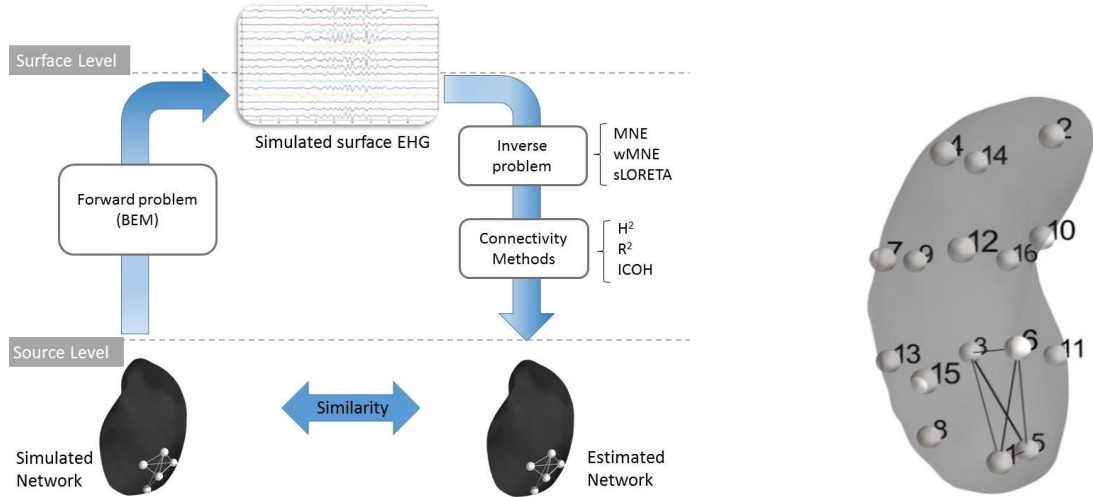 Surface Level
Simulated surface EHG
Forward problem
(BEM)
Inverse
problem
MNE
wMNE
sLORETA
Connectivity
Methods
H²
R²
ICOH
Source Level
Similarity
Simulated
Network
Estimated
Network
4
14
2
7
9
12
16
10
13
15
3
6
11
8
1
5